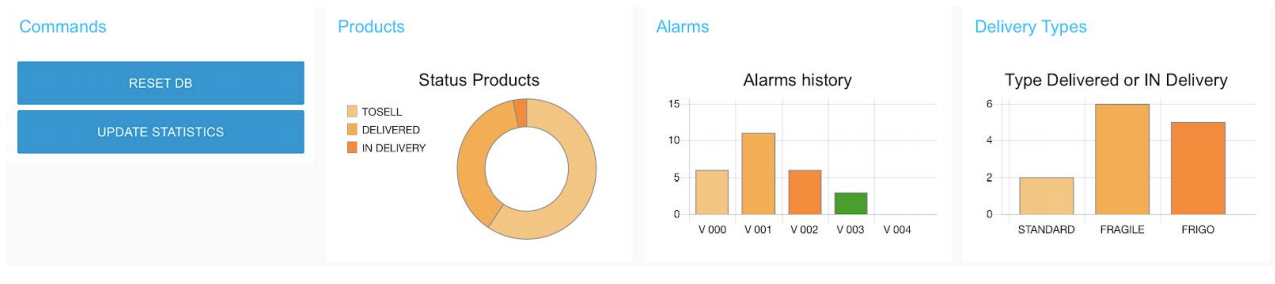 Commands
RESET DB
UPDATE STATISTICS
Products
Status Products
TOSELL
DELIVERED
IN DELIVERY
Alarms
Alarms history
15
10
5
0
V 000 V 001 V 002 V 003 V 004
Delivery Types
Type Delivered or IN Delivery
6
4
2
0
STANDARD FRAGILE FRIGO